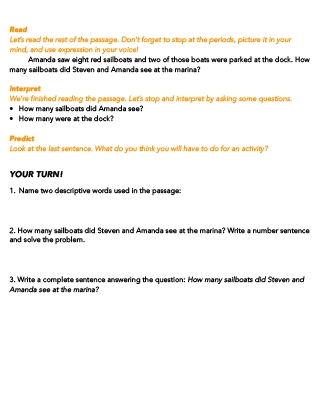 Read
Let's read the rest of the passage. Don't forget to stop at the periods, picture it in your
mind, and use expression in your voice!
Amanda saw eight red sailboats and two of those boats were parked at the dock. How
many sailboats did Steven and Amanda see at the marina?
Interpret
We're finished reading the passage. Let's stop and interpret by asking some questions.
• How many sailboats did Amanda see?
• How many were at the dock?
Predict
Look at the last sentence. What do you think you will have to do for an activity?
YOUR TURN!
1. Name two descriptive words used in the passage:
2. How many sailboats did Steven and Amanda see at the marina? Write a number sentence
and solve the problem.
3. Write a complete sentence answering the question: How many sailboats did Steven and
Amanda see at the marina?